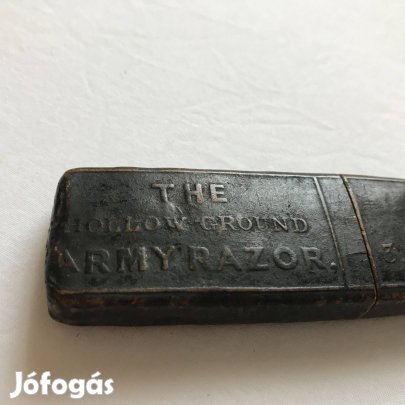 THE
HOLLOW GROUND
ARMY RAZOR.
Jófogás